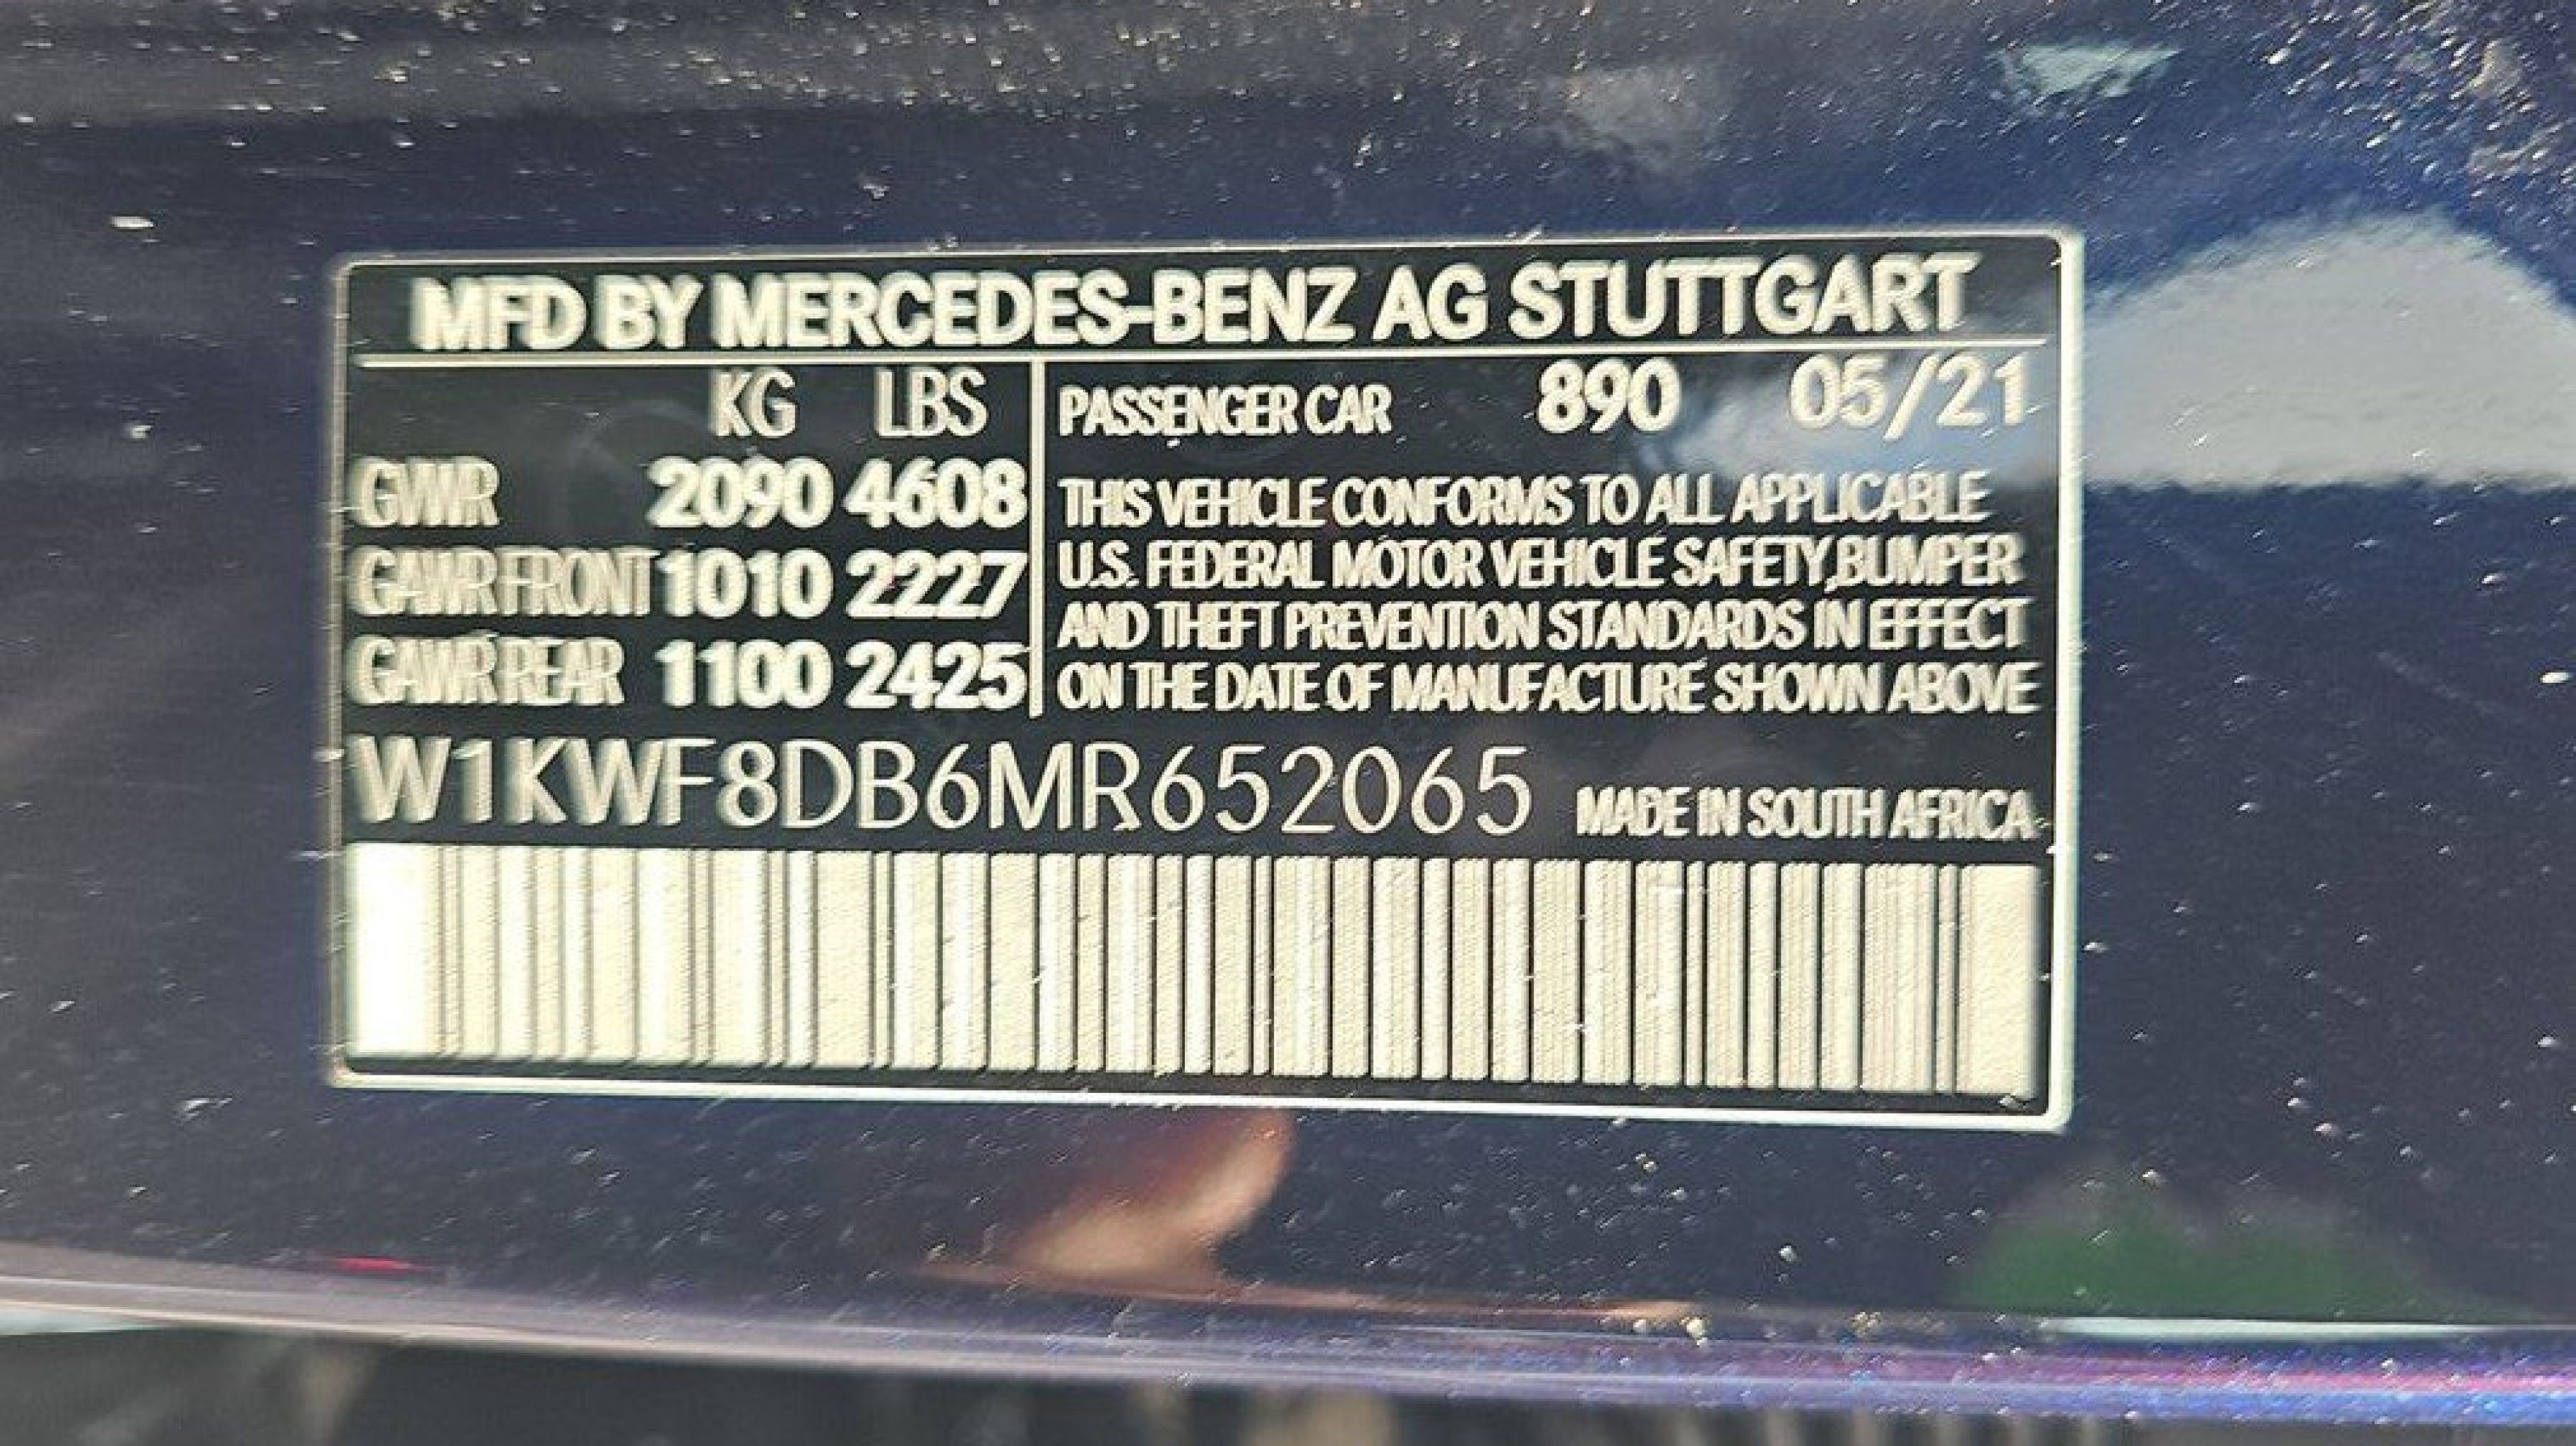 MFD BY MERCEDES-BENZ AG STUTTGART
KG LBS
GVWR 2090 4608
GAWR FRONT 1010 2227
GAWR REAR 1100 2425
PASSENGER CAR 890 05/21
THIS VEHICLE CONFORMS TO ALL APPLICABLE
U.S. FEDERAL MOTOR VEHICLE SAFETY, BUMPER
AND THEFT PREVENTION STANDARDS IN EFFECT
ON THE DATE OF MANUFACTURE SHOWN ABOVE
W1KWF8DB6MR652065 MADE IN SOUTH AFRICA